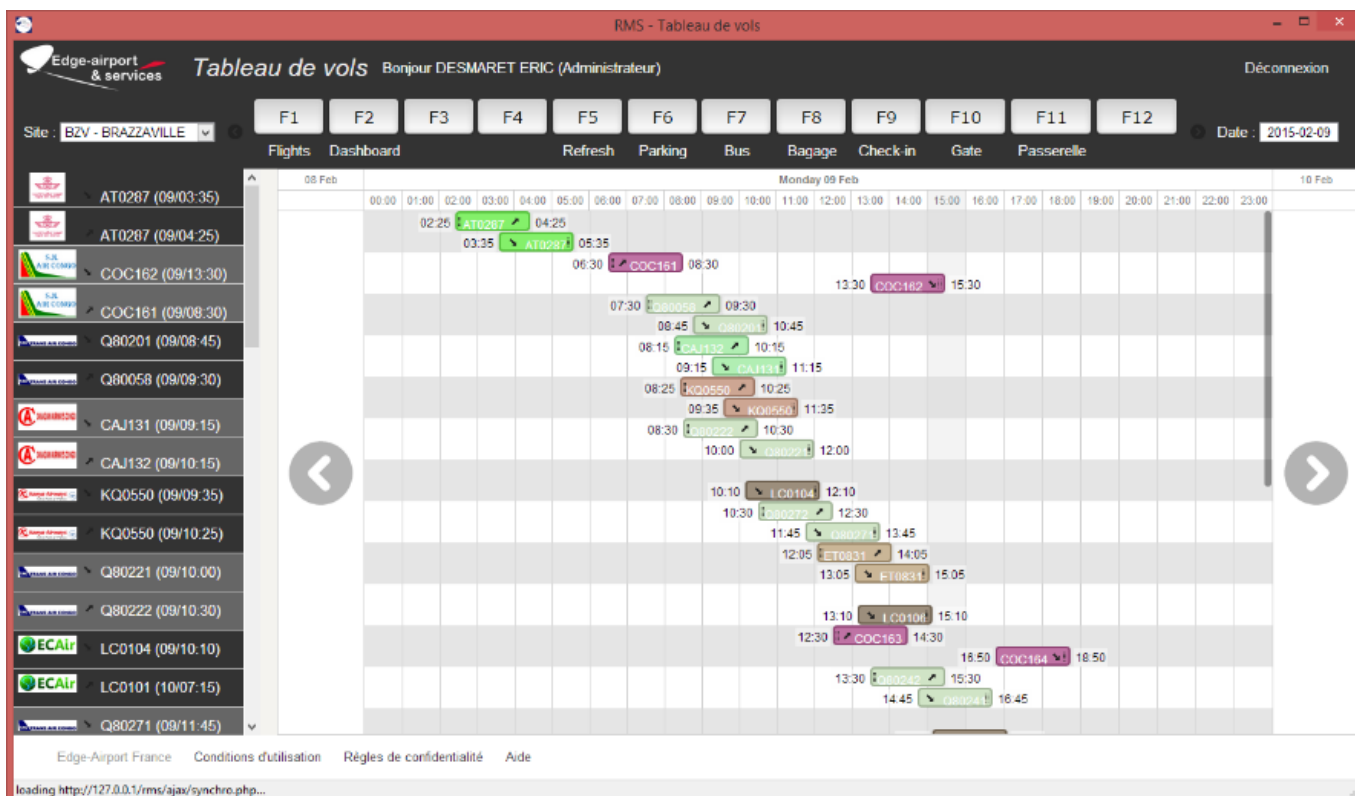 RMS - Tableau de vols
Edge-airport & services
Tableau de vols Bonjour DESMARET ERIC (Administrateur)
Déconnexion
Site : BZV - BRAZZAVILLE
F1 F2 F3 F4 F5 F6 F7 F8 F9 F10 F11 F12
Date : 2015-02-09
Flights Dashboard Refresh Parking Bus Bagage Check-in Gate Passerelle
08 Feb Monday 09 Feb 10 Feb
00:00 01:00 02:00 03:00 04:00 05:00 06:00 07:00 08:00 09:00 10:00 11:00 12:00 13:00 14:00 15:00 16:00 17:00 18:00 19:00 20:00 21:00 22:00 23:00
AT0287 (09/03:35)
AT0287 (09/04:25)
COC162 (09/13:30)
COC161 (09/08:30)
Q80201 (09/08:45)
Q80058 (09/09:30)
CAJ131 (09/09:15)
CAJ132 (09/10:15)
KQ0550 (09/09:35)
KQ0550 (09/10:25)
Q80221 (09/10:00)
Q80222 (09/10:30)
ECAir LC0104 (09/10:10)
ECAir LC0101 (10/07:15)
Q80271 (09/11:45)
02:25 AT0287 04:25
03:35 AT0287 05:35
06:30 COC161 08:30
13:30 COC162 15:30
07:30 Q80058 09:30
08:45 Q80201 10:45
08:15 CAJ132 10:15
09:15 CAJ131 11:15
08:25 KQ0550 10:25
09:35 KQ0550 11:35
08:30 Q80222 10:30
10:00 Q80221 12:00
10:10 LC0104 12:10
10:30 Q80272 12:30
11:45 Q80271 13:45
12:05 ET0831 14:05
13:05 ET0831 15:05
13:10 LC0106 15:10
12:30 COC163 14:30
16:50 COC164 18:50
13:30 Q80242 15:30
14:45 Q80241 16:45
Edge-Airport France Conditions d'utilisation Règles de confidentialité Aide
loading http://127.0.0.1/rms/ajax/synchro.php...